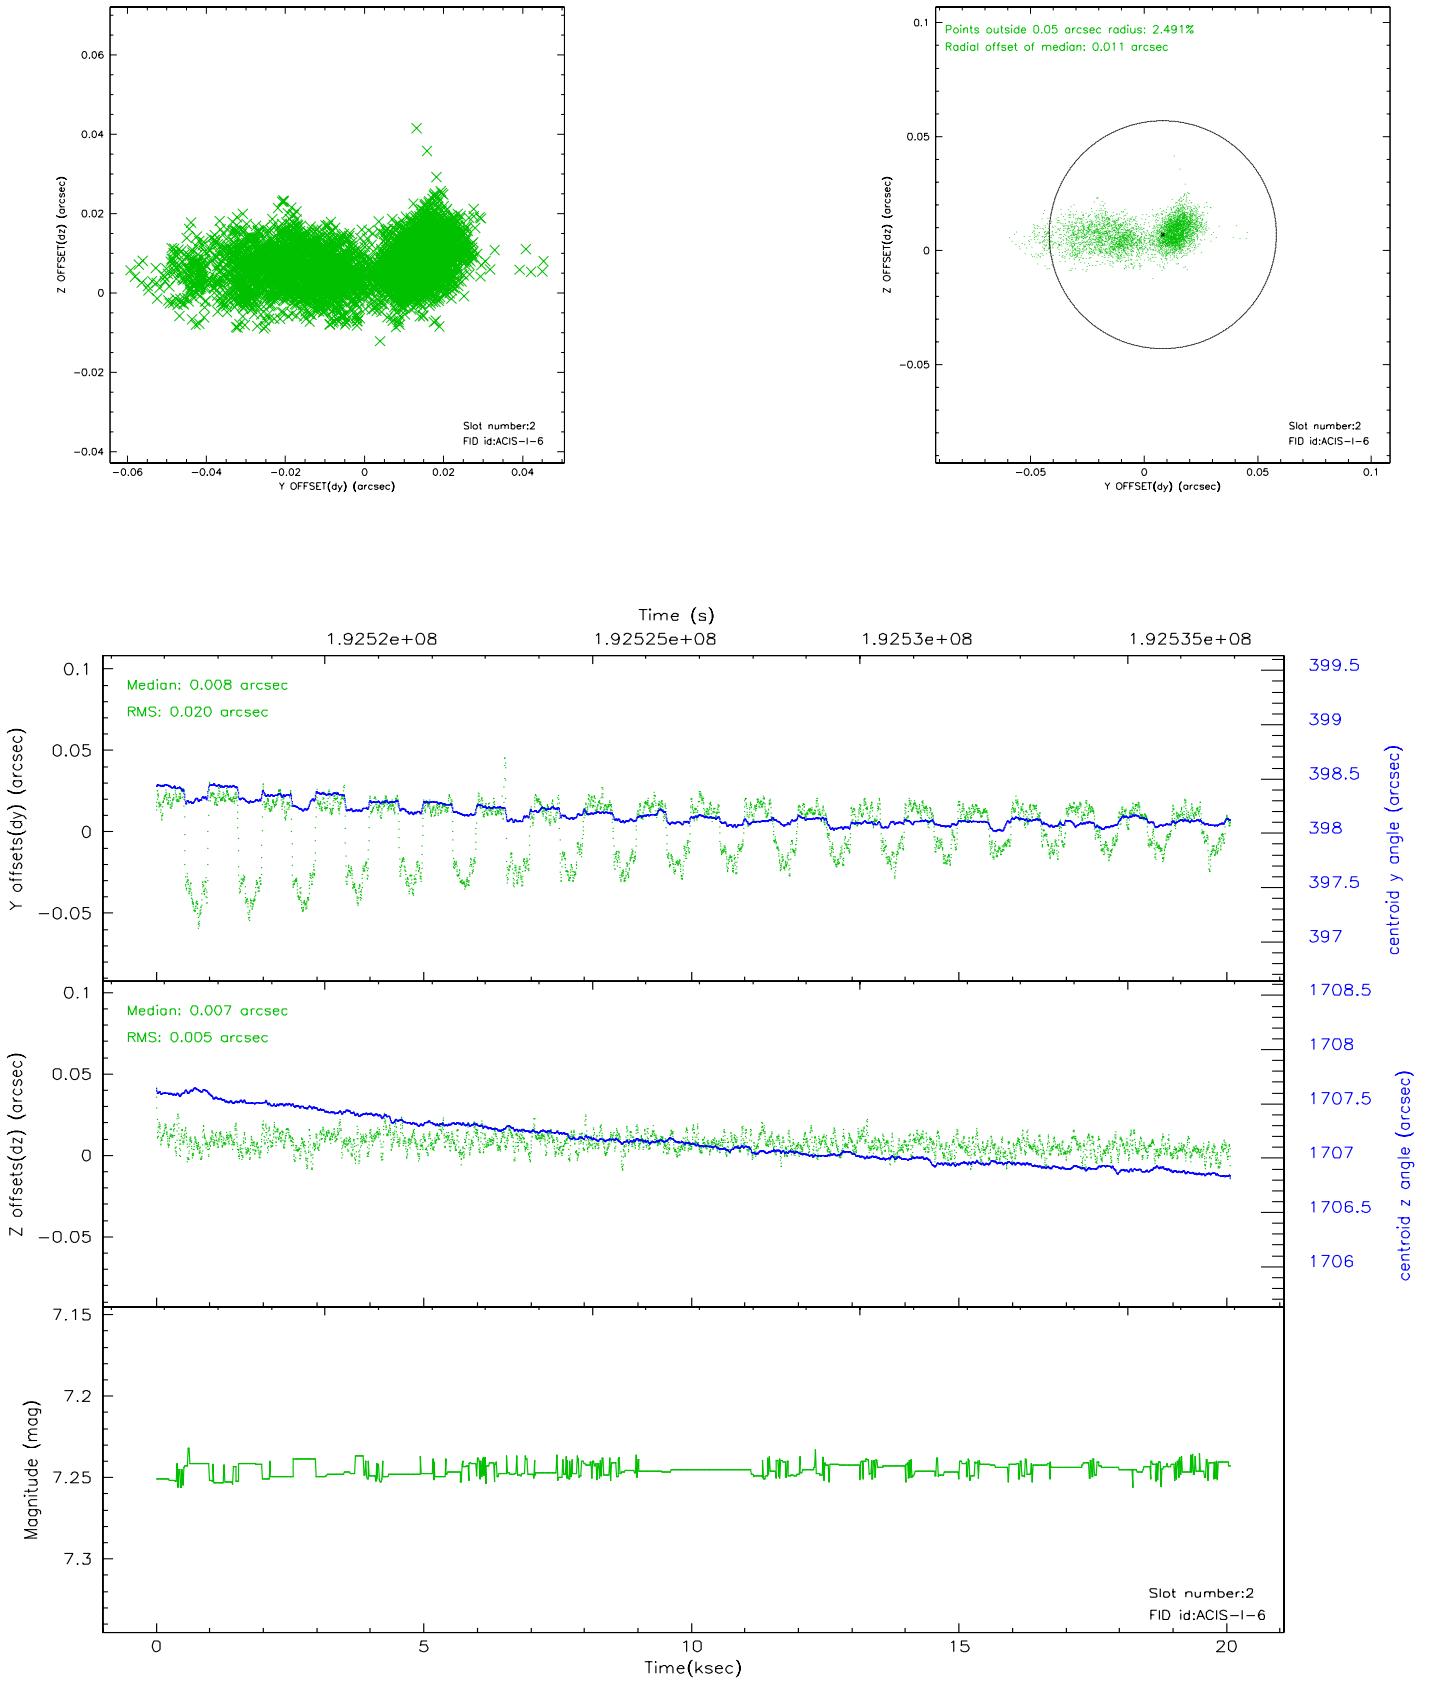 0.06
0.04
0.02
0
−0.02
−0.04
Z OFFSET(dz) (arcsec)
−0.06
−0.04
−0.02
0
0.02
0.04
Y OFFSET(dy) (arcsec)
Slot number:2
FID id:ACIS−I−6
Points outside 0.05 arcsec radius: 2.491%
Radial offset of median: 0.011 arcsec
0.1
0.05
0
−0.05
Z OFFSET(dz) (arcsec)
−0.05
0
0.05
0.1
Y OFFSET(dy) (arcsec)
Slot number:2
FID id:ACIS−I−6
Time (s)
1.9252e+08
1.92525e+08
1.9253e+08
1.92535e+08
Median: 0.008 arcsec
RMS: 0.020 arcsec
0.1
0.05
0
−0.05
Y offsets(dy) (arcsec)
399.5
399
398.5
398
397.5
397
centroid y angle (arcsec)
Median: 0.007 arcsec
RMS: 0.005 arcsec
0.1
0.05
0
−0.05
Z offsets(dz) (arcsec)
1708.5
1708
1707.5
1707
1706.5
1706
centroid z angle (arcsec)
7.15
7.2
7.25
7.3
Magnitude (mag)
Slot number:2
FID id:ACIS−I−6
0
5
10
15
20
Time(ksec)